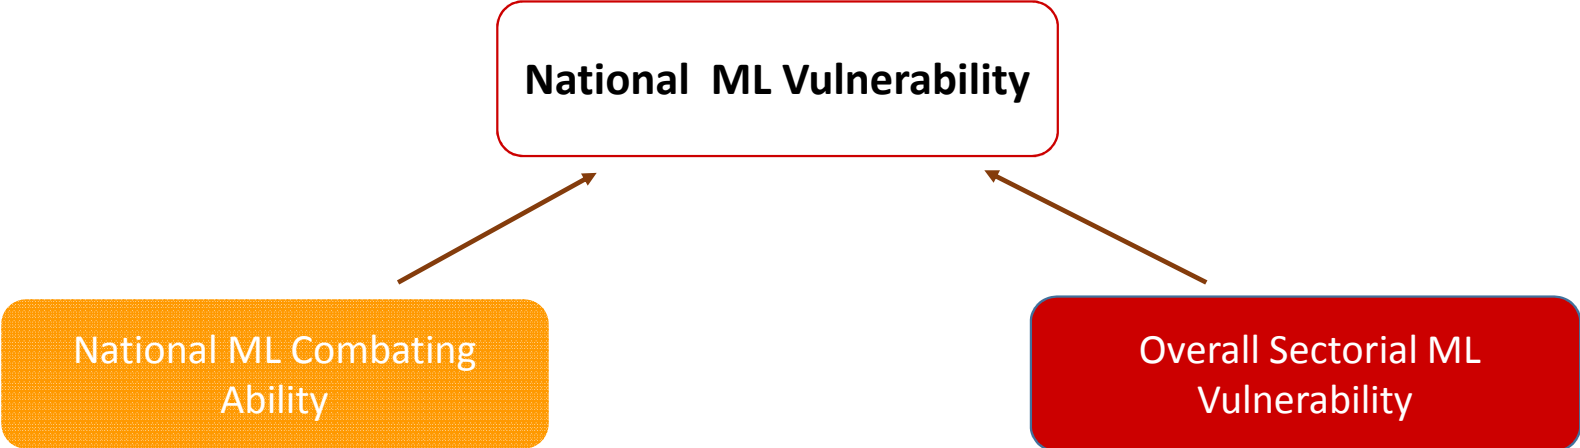 National  ML Vulnerability
National ML Combating
Ability
Overall Sectorial ML
Vulnerability